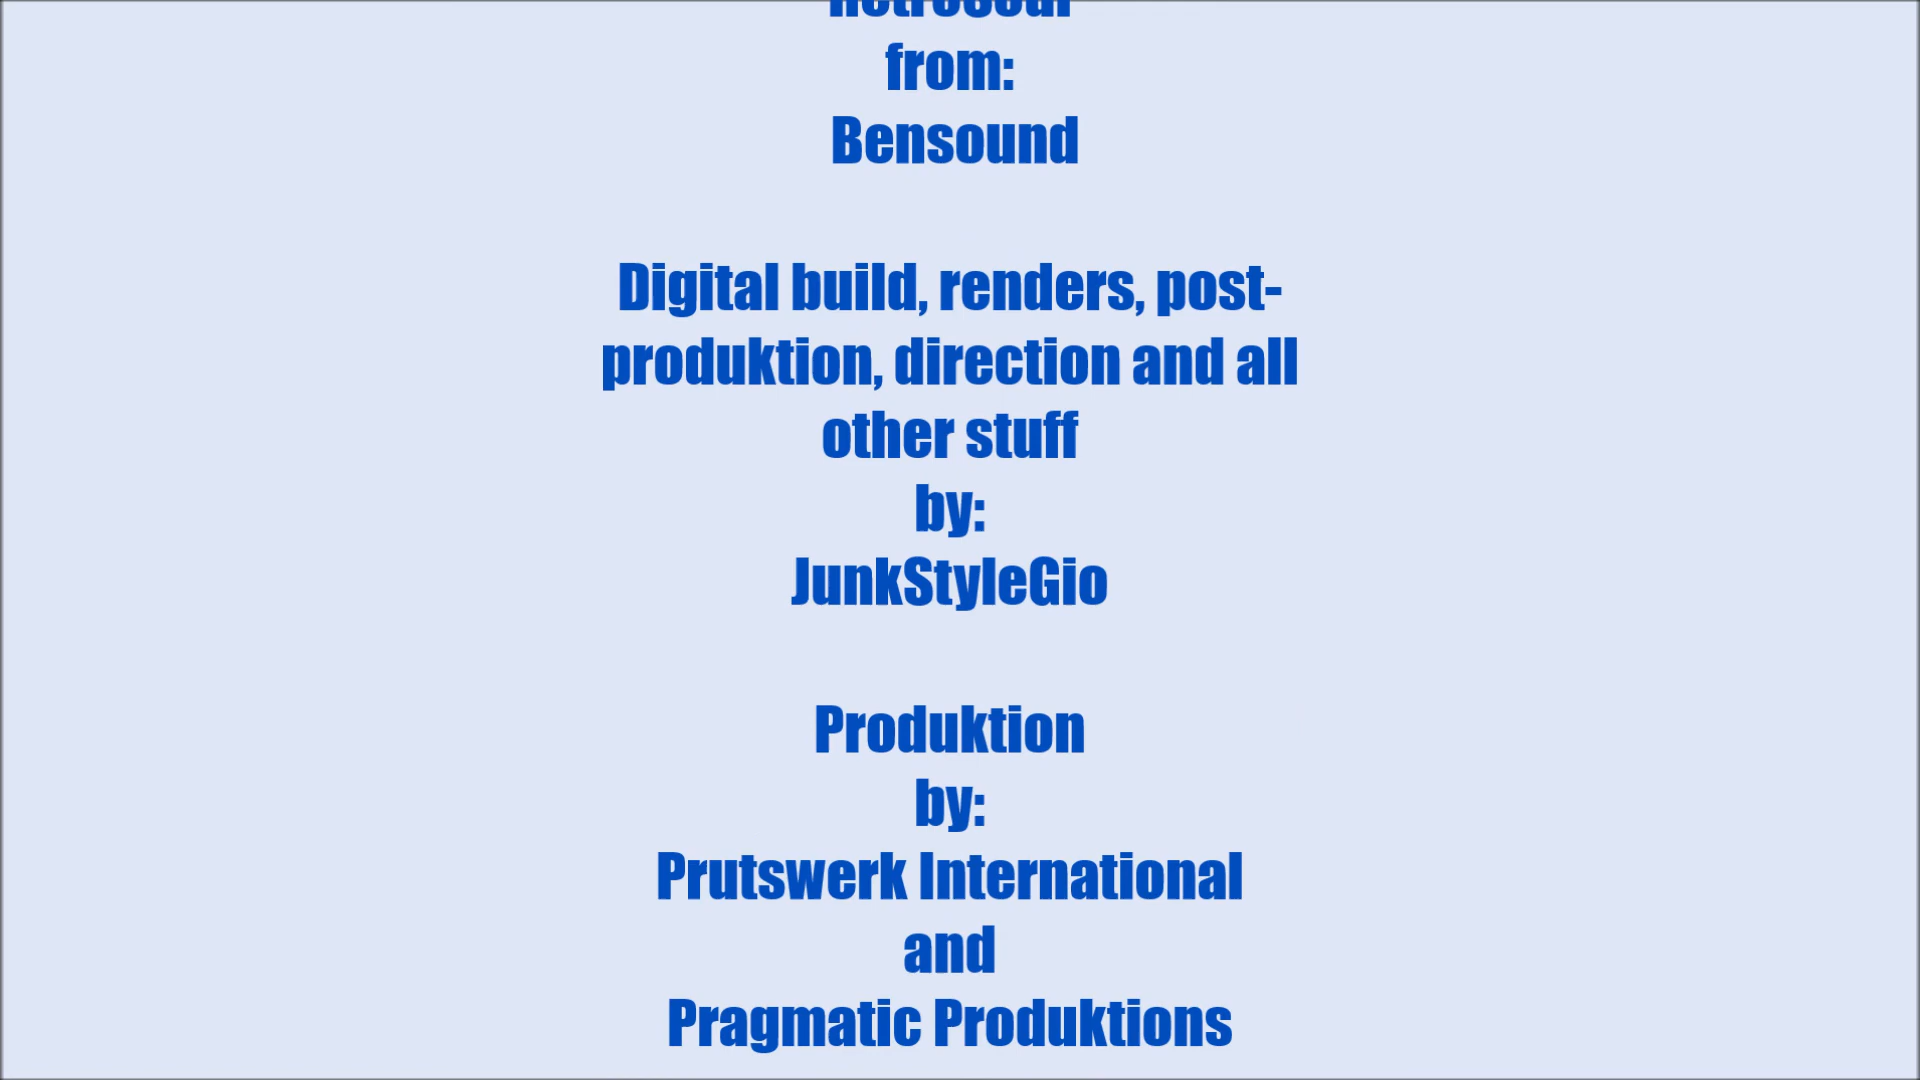 Retrosoul
from:
Bensound
Digital build, renders, post-
produktion, direction and all
other stuff
by:
JunkStyleGio
Produktion
by:
Prutswerk International
and
Pragmatic Produktions